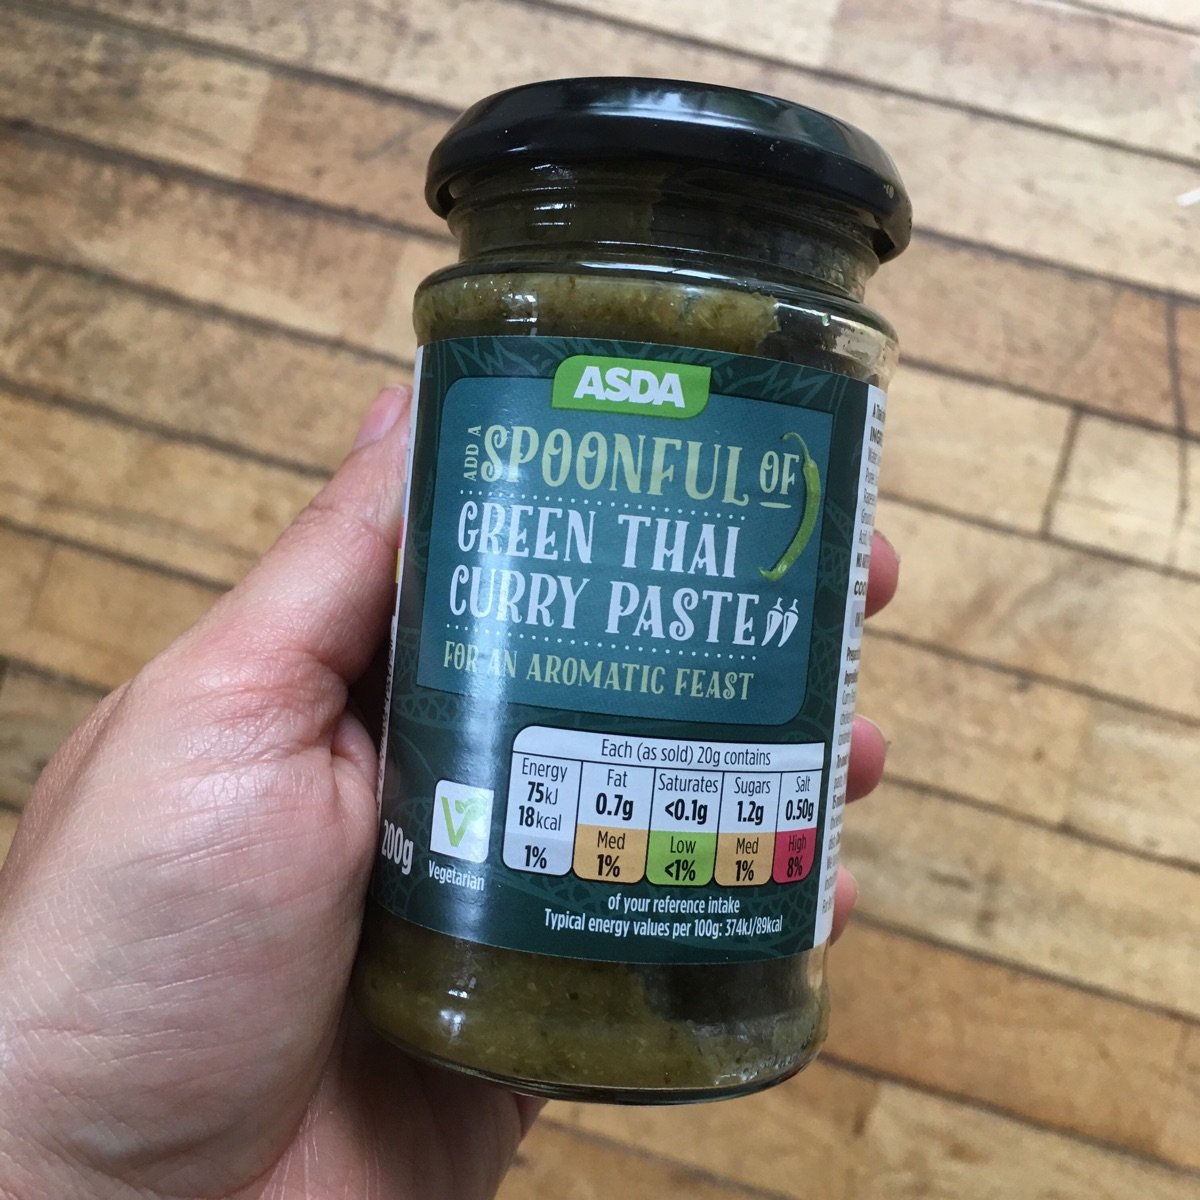 ASDA
ADD A
SPOONFUL OF
GREEN THAI
CURRY PASTE
FOR AN AROMATIC FEAST
Each (as sold) 20g contains
Energy 75kJ 18kcal 1%
Fat 0.7g Med 1%
Saturates <0.1g Low <1%
Sugars 1.2g Med 1%
Salt 0.50g High 8%
of your reference intake
Typical energy values per 100g: 374kJ/89kcal
200g
Vegetarian